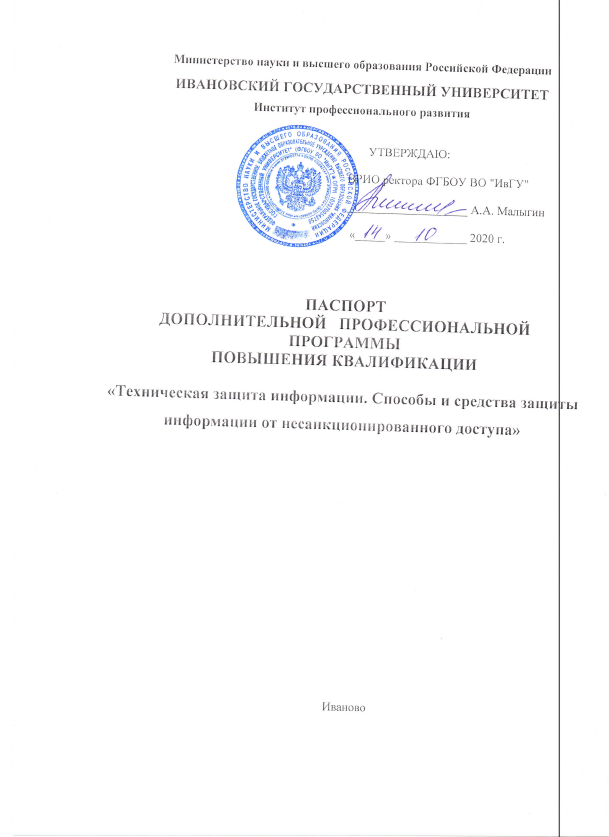 Министерство науки и высшего образования Российской Федерации
ИВАНОВСКИЙ ГОСУДАРСТВЕННЫЙ УНИВЕРСИТЕТ
Институт профессионального развития
УТВЕРЖДАЮ:
ВРИО ректора ФГБОУ ВО "ИвГУ"
А.А. Малыгин
« 14 » 10 2020 г.
ПАСПОРТ
ДОПОЛНИТЕЛЬНОЙ ПРОФЕССИОНАЛЬНОЙ
ПРОГРАММЫ
ПОВЫШЕНИЯ КВАЛИФИКАЦИИ
«Техническая защита информации. Способы и средства защиты
информации от несанкционированного доступа»
Иваново